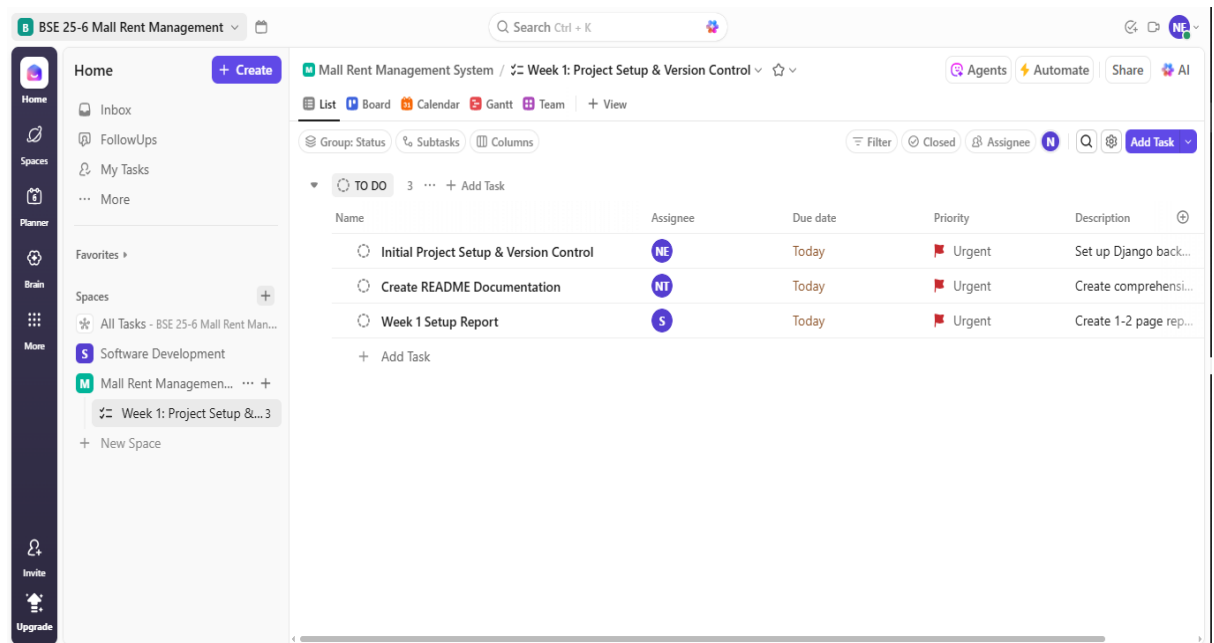 B BSE 25-6 Mall Rent Management
Search Ctrl + K
NE
Home
Spaces
6
Planner
Brain
More
Invite
Upgrade
Home
+ Create
Inbox
FollowUps
My Tasks
More
Favorites
Spaces
All Tasks - BSE 25-6 Mall Rent Man...
S Software Development
M Mall Rent Managemen... ... +
Week 1: Project Setup &... 3
+ New Space
M Mall Rent Management System / Week 1: Project Setup & Version Control
Agents Automate Share AI
List Board 31 Calendar Gantt Team + View
Group: Status Subtasks Columns
Filter Closed Assignee N Add Task
TO DO 3 ... + Add Task
Name Assignee Due date Priority Description
Initial Project Setup & Version Control NE Today Urgent Set up Django back...
Create README Documentation NT Today Urgent Create comprehensi...
Week 1 Setup Report S Today Urgent Create 1-2 page rep...
+ Add Task